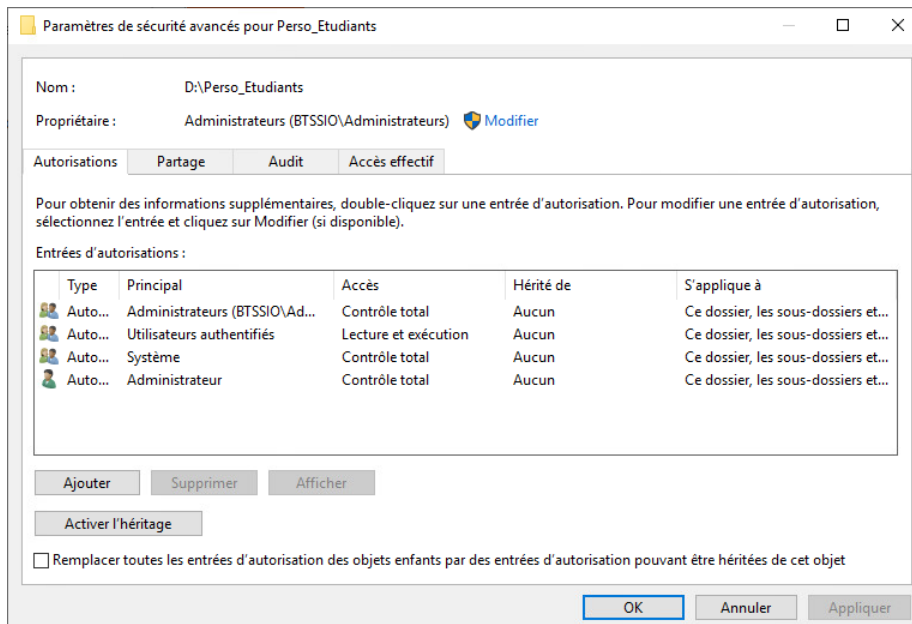 Paramètres de sécurité avancés pour Perso_Etudiants
Nom : D:\Perso_Etudiants
Propriétaire : Administrateurs (BTSSIO\Administrateurs) Modifier
Autorisations Partage Audit Accès effectif
Pour obtenir des informations supplémentaires, double-cliquez sur une entrée d'autorisation. Pour modifier une entrée d'autorisation,
sélectionnez l'entrée et cliquez sur Modifier (si disponible).
Entrées d'autorisations :
Type Principal Accès Hérité de S'applique à
Auto... Administrateurs (BTSSIO\Ad... Contrôle total Aucun Ce dossier, les sous-dossiers et...
Auto... Utilisateurs authentifiés Lecture et exécution Aucun Ce dossier, les sous-dossiers et...
Auto... Système Contrôle total Aucun Ce dossier, les sous-dossiers et...
Auto... Administrateur Contrôle total Aucun Ce dossier, les sous-dossiers et...
Ajouter Supprimer Afficher
Activer l'héritage
Remplacer toutes les entrées d'autorisation des objets enfants par des entrées d'autorisation pouvant être héritées de cet objet
OK Annuler Appliquer